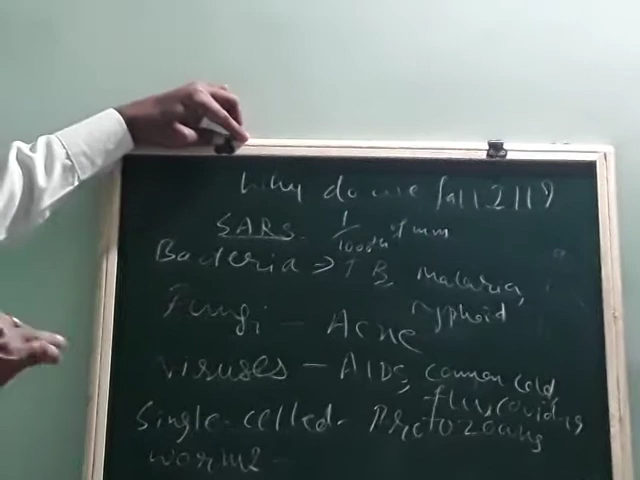 Why do we fall ill?
SARS. 1/1000th of mm
Bacteria → TB, Malaria,
Typhoid
Fungi - Acne
Viruses - AIDS, common cold,
flu, covid19
Single-celled - Protozoans
worms -